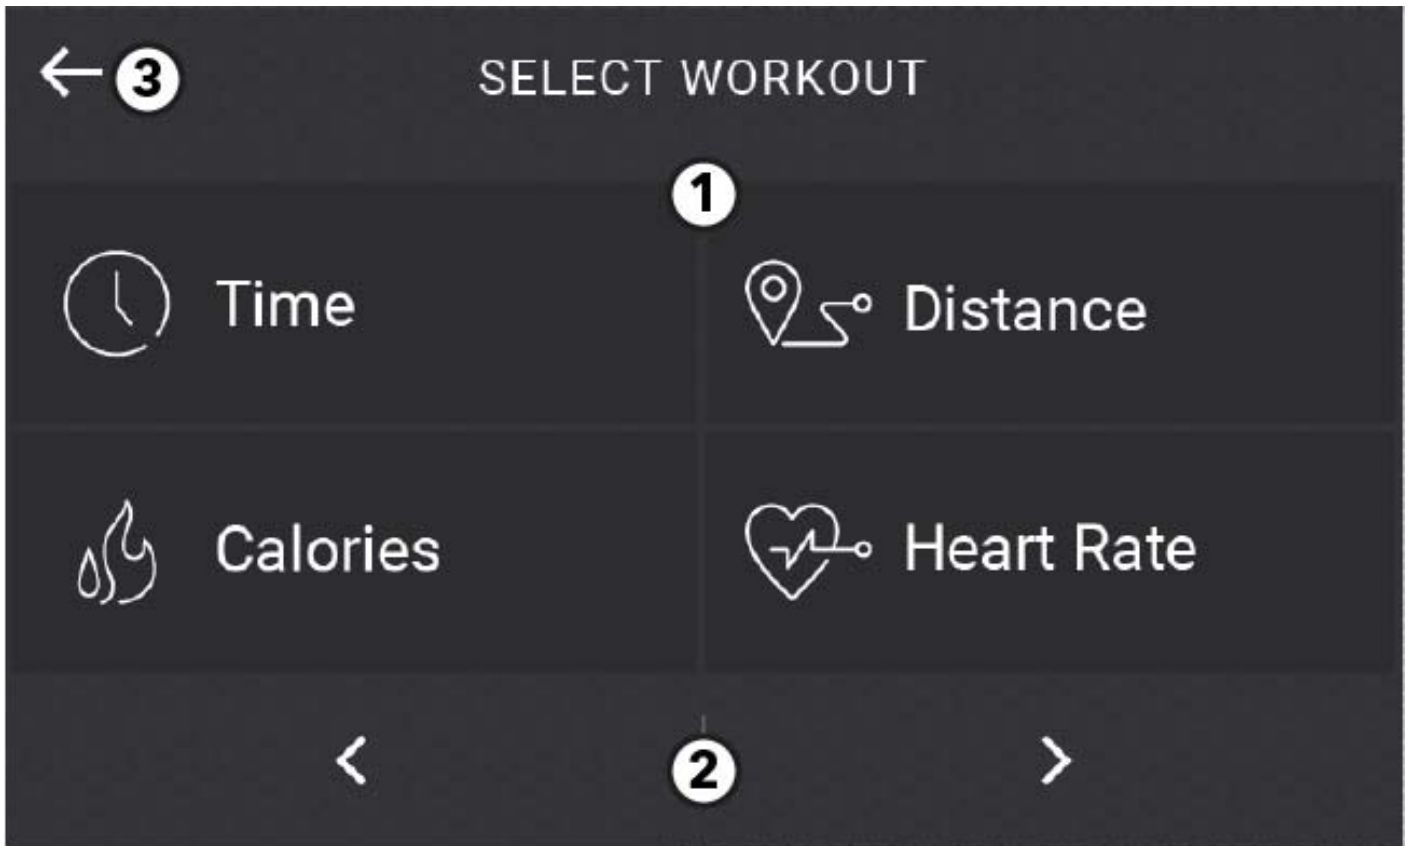 3
SELECT WORKOUT
1
Time
Distance
Calories
Heart Rate
2